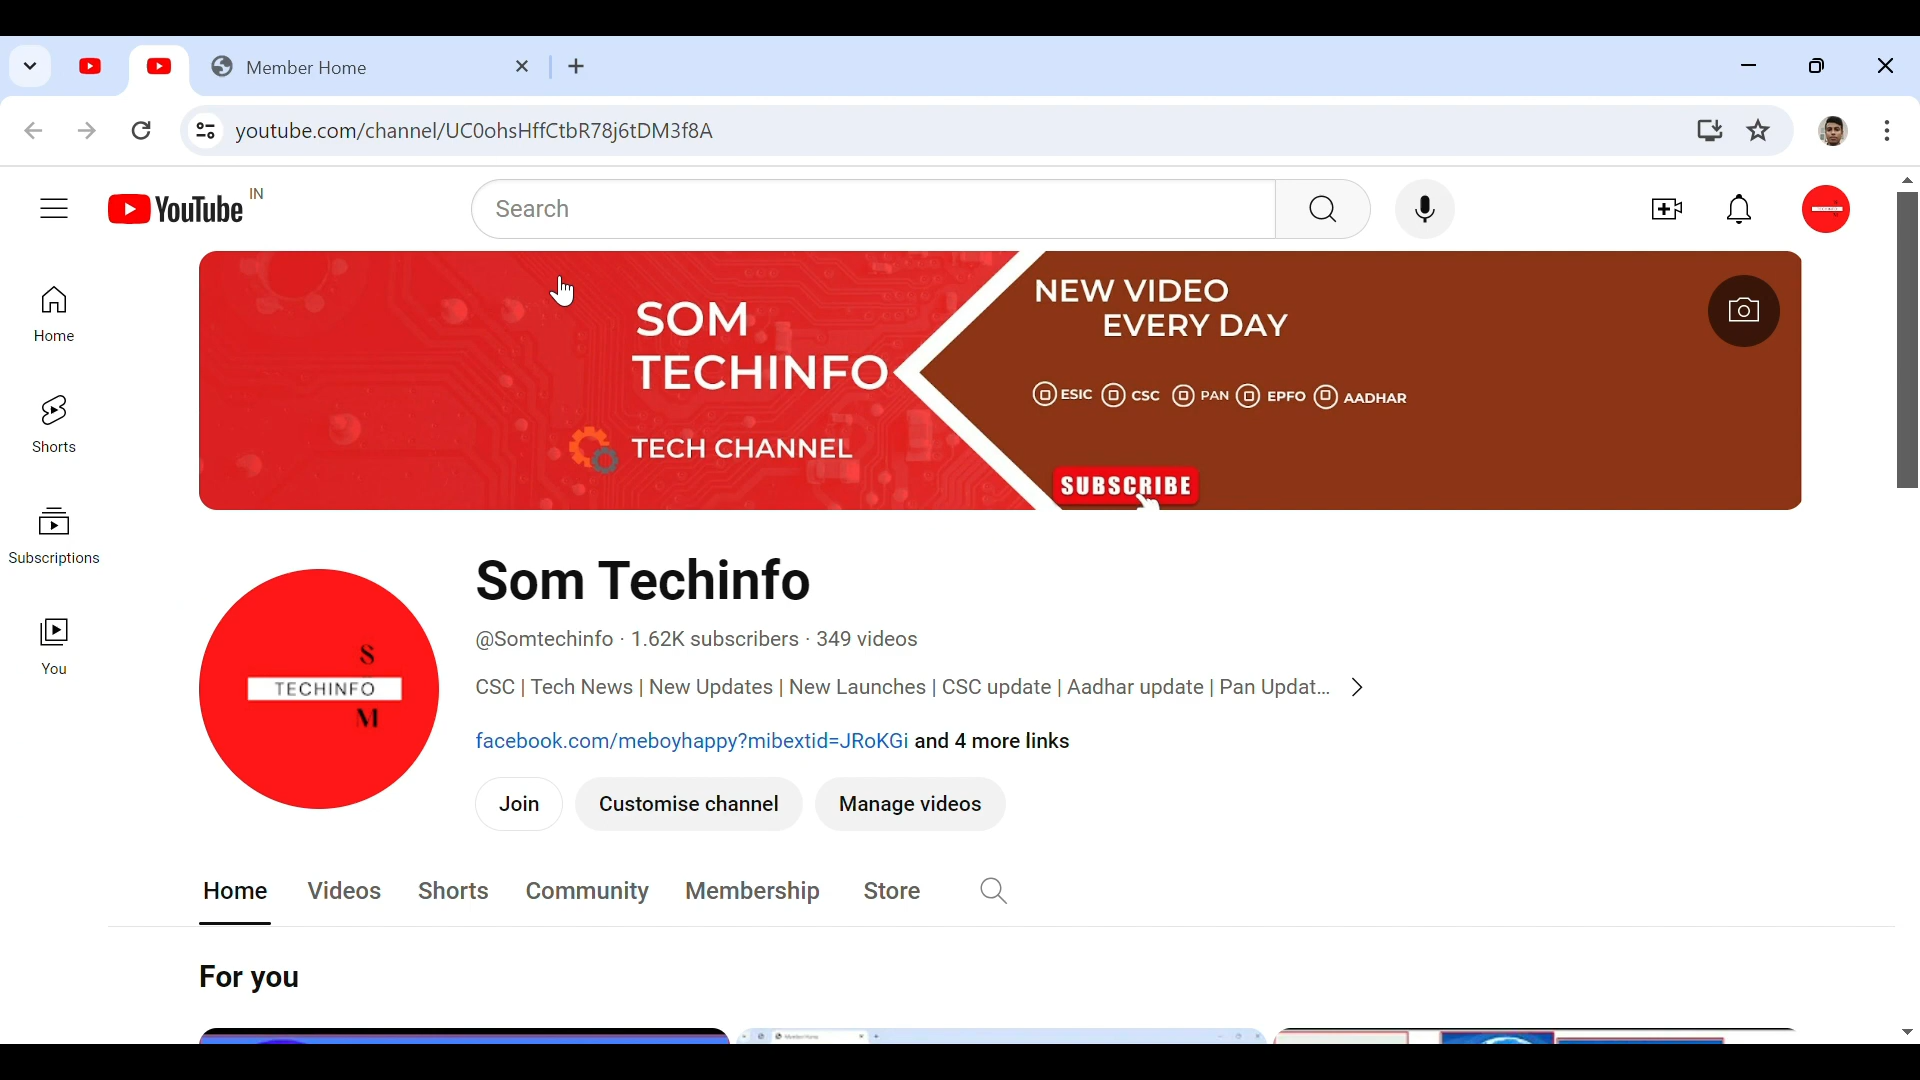 Member Home
youtube.com/channel/UC0ohsHffCtbR78j6tDM3f8A
YouTube IN
Search
Home
Shorts
Subscriptions
You
SOM
TECHINFO
TECH CHANNEL
NEW VIDEO
EVERY DAY
ESIC CSC PAN EPFO AADHAR
SUBSCRIBE
S
TECHINFO
M
Som Techinfo
@Somtechinfo · 1.62K subscribers · 349 videos
CSC | Tech News | New Updates | New Launches | CSC update | Aadhar update | Pan Updat...
facebook.com/meboyhappy?mibextid=JRoKGi and 4 more links
Join Customise channel Manage videos
Home Videos Shorts Community Membership Store
For you